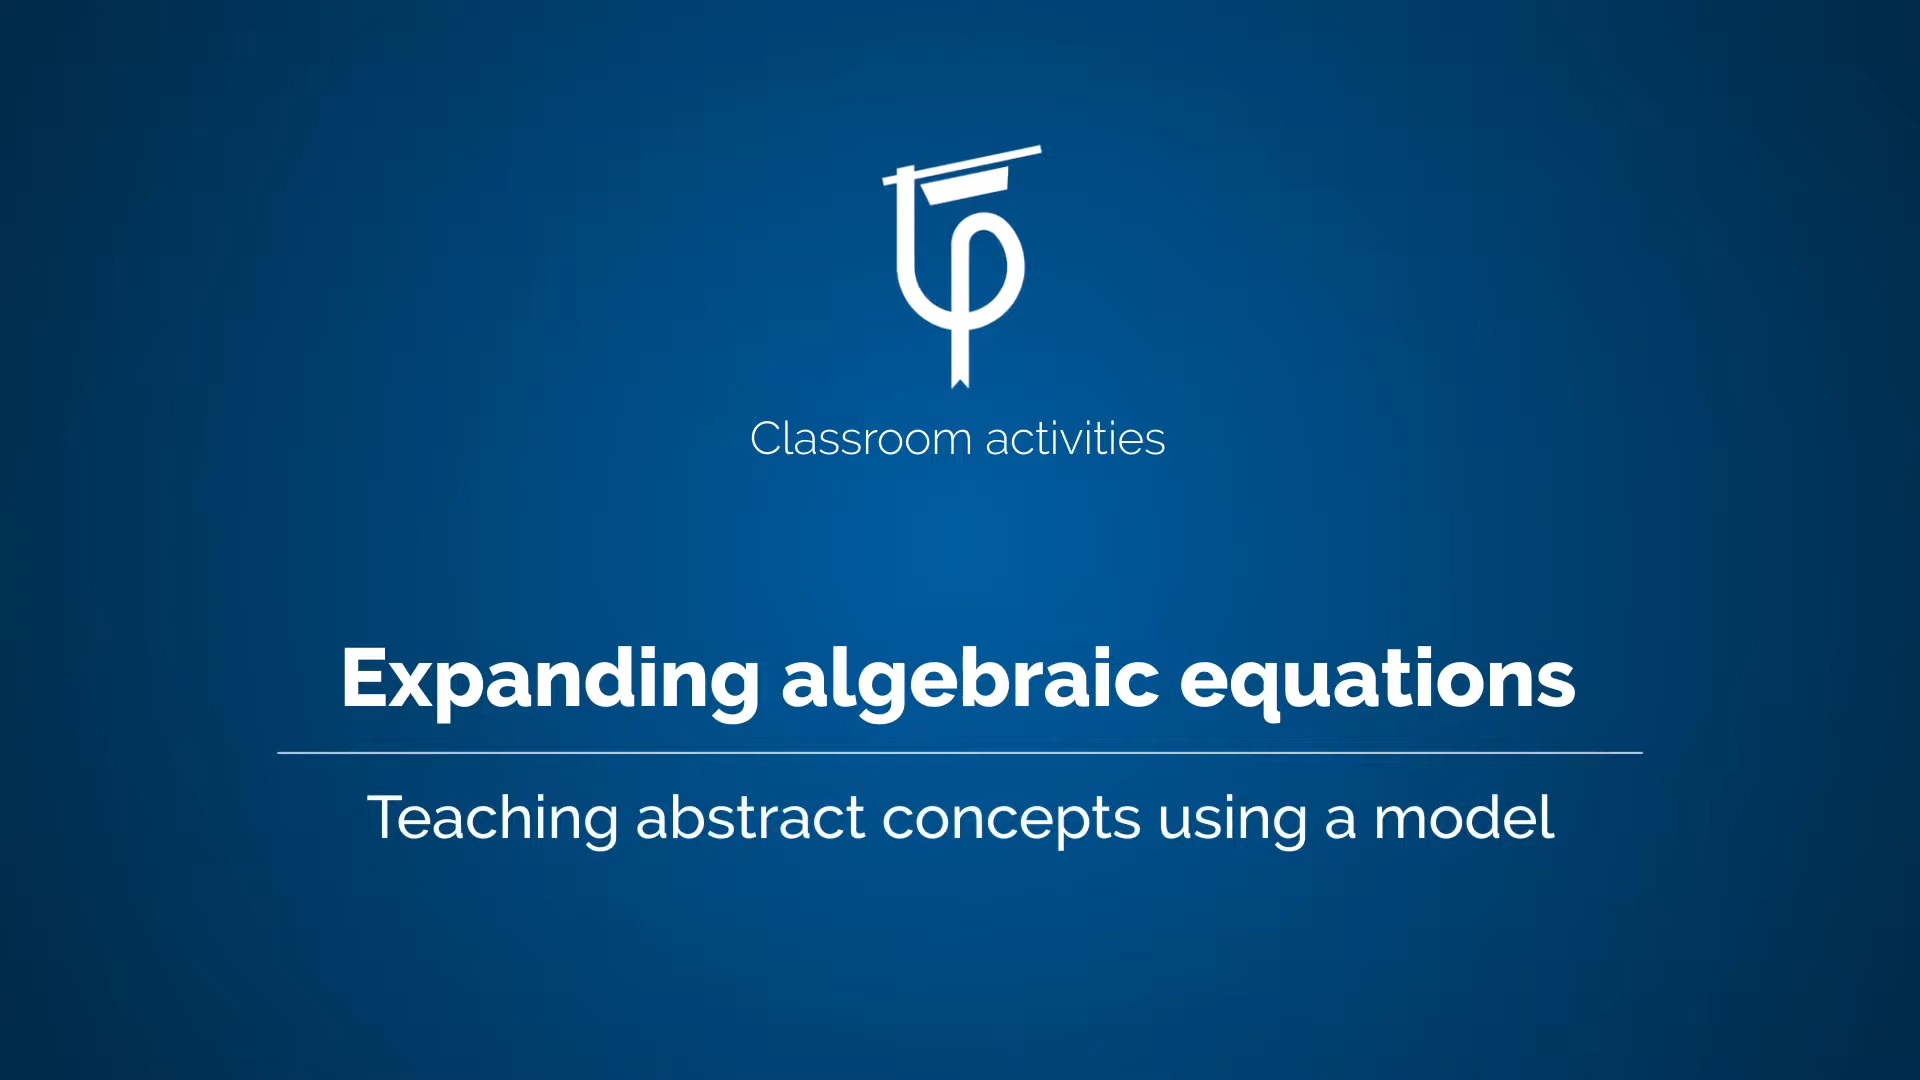 Classroom activities
Expanding algebraic equations
Teaching abstract concepts using a model